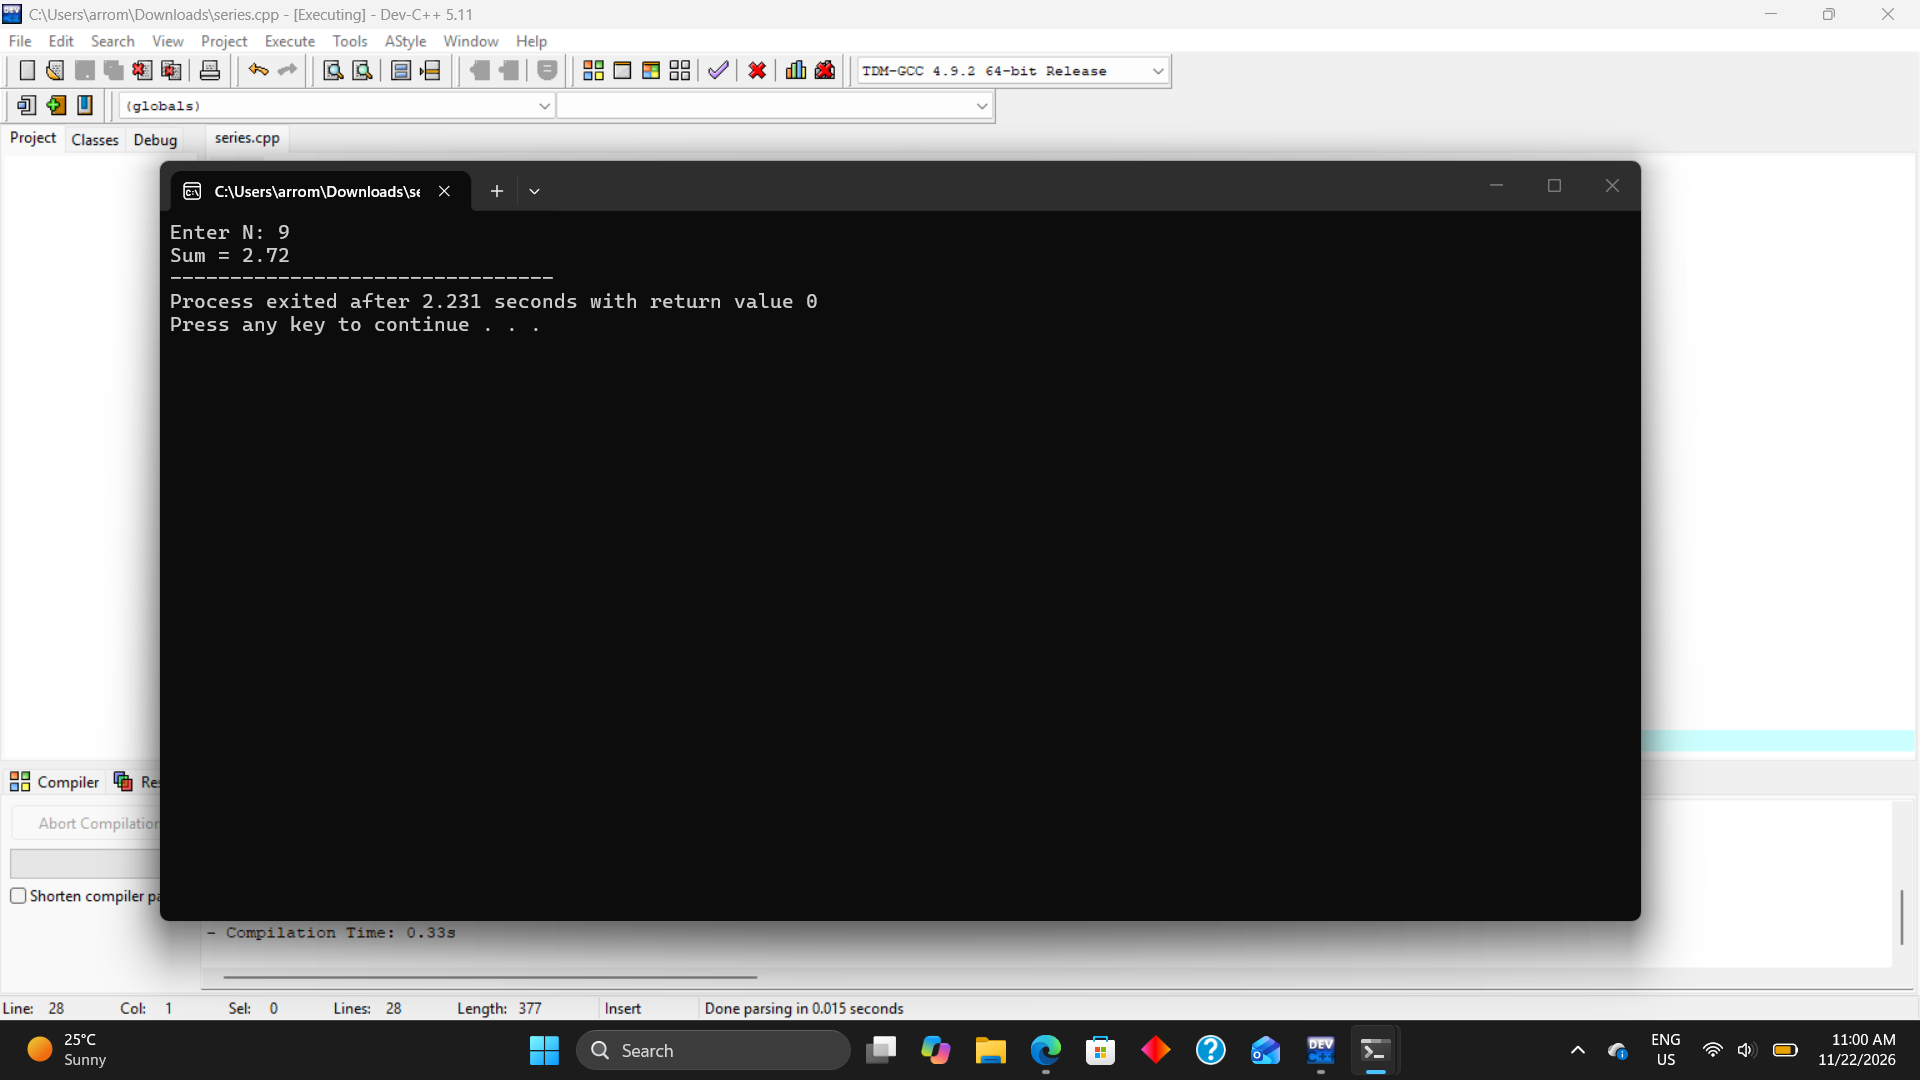 C:\Users\arrom\Downloads\series.cpp - [Executing] - Dev-C++ 5.11
File Edit Search View Project Execute Tools AStyle Window Help
TDM-GCC 4.9.2 64-bit Release
(globals)
Project Classes Debug series.cpp
C:\Users\arrom\Downloads\se
Enter N: 9
Sum = 2.72
--------------------------------
Process exited after 2.231 seconds with return value 0
Press any key to continue . . .
Compiler
Abort Compilation
Shorten compiler
- Compilation Time: 0.33s
Line: 28 Col: 1 Sel: 0 Lines: 28 Length: 377 Insert Done parsing in 0.015 seconds
25°C
Sunny
Search
DEV
ENG
US
11:00 AM
11/22/2026